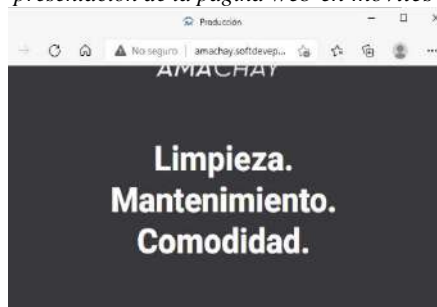 presentación de la página web en móviles
Producción
No seguro | amachay.softdevep...
AMACHAY
Limpieza.
Mantenimiento.
Comodidad.